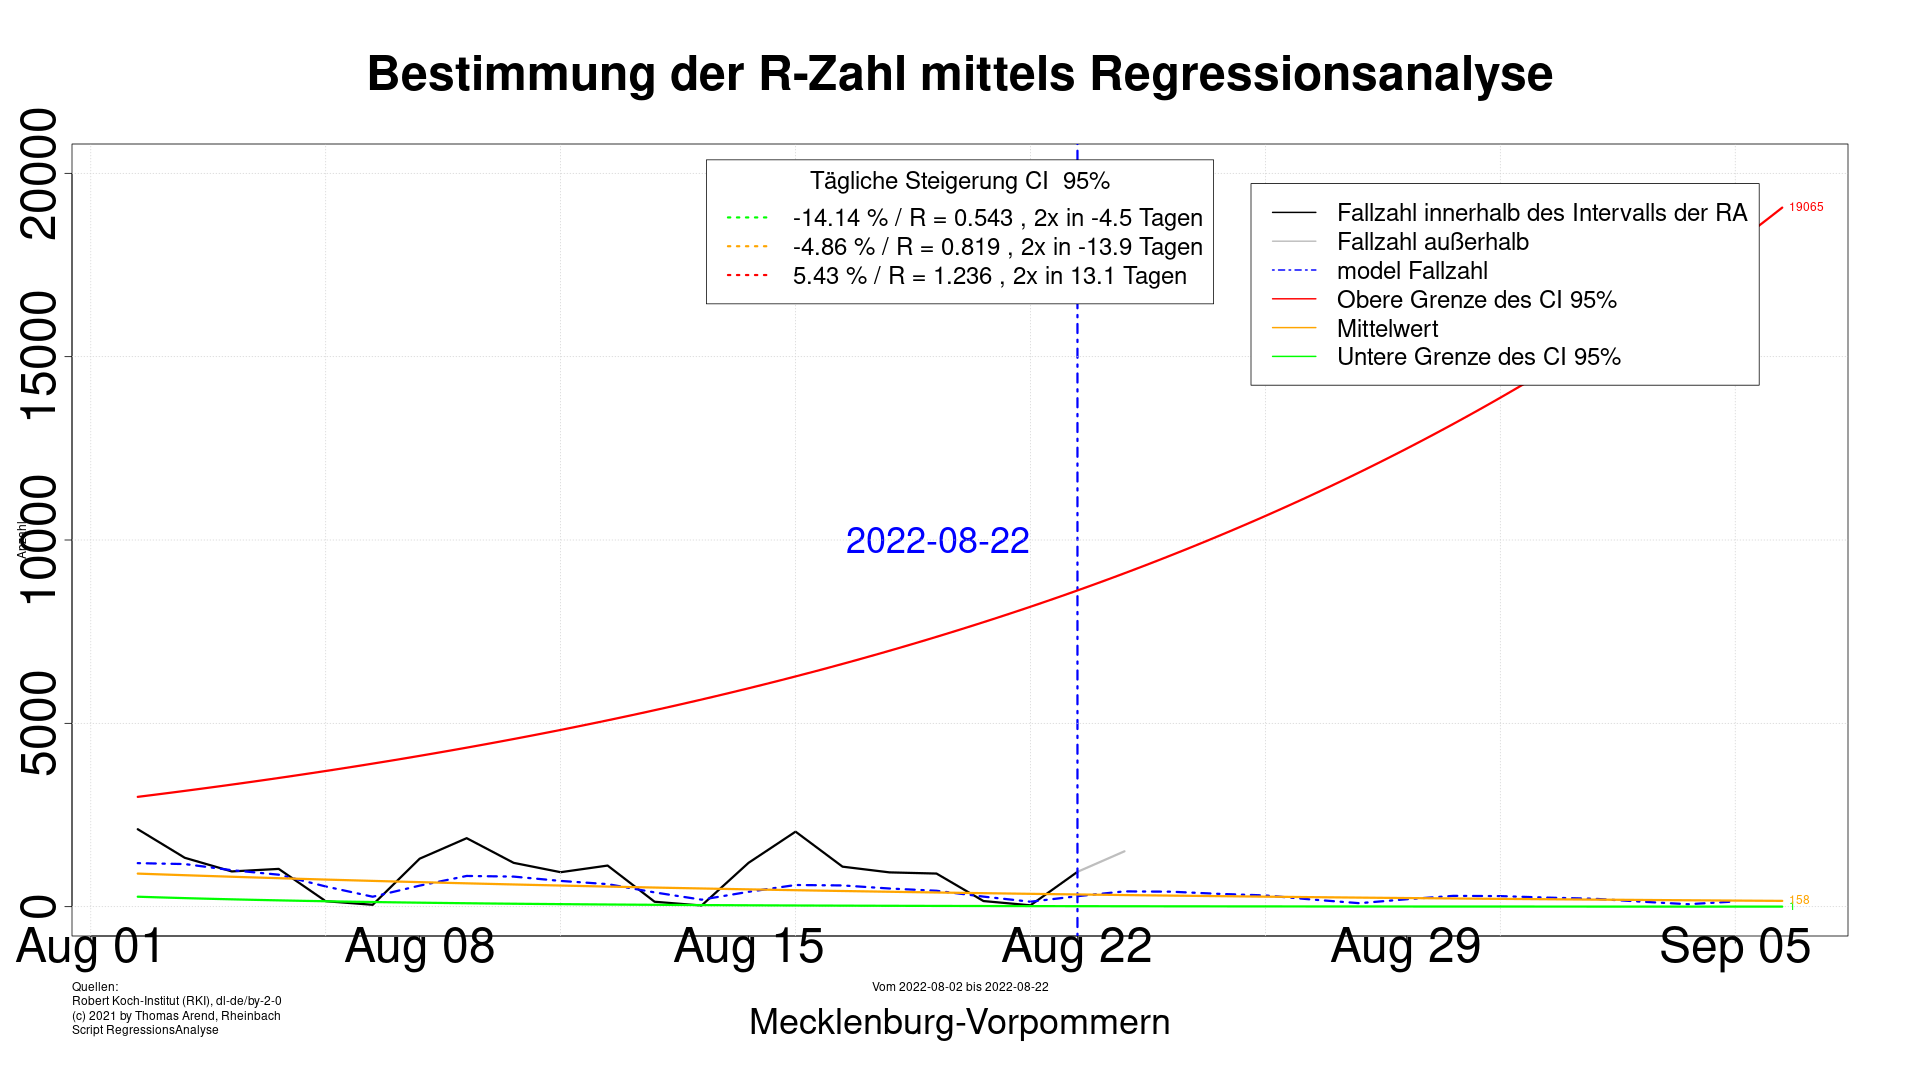 Bestimmung der R-Zahl mittels Regressionsanalyse
Anzahl
20000
15000
10000
5000
0
Tägliche Steigerung CI  95%
-14.14 % / R = 0.543 , 2x in -4.5 Tagen
-4.86 % / R = 0.819 , 2x in -13.9 Tagen
5.43 % / R = 1.236 , 2x in 13.1 Tagen
Fallzahl innerhalb des Intervalls der RA
Fallzahl außerhalb
model Fallzahl
Obere Grenze des CI 95%
Mittelwert
Untere Grenze des CI 95%
19065
2022-08-22
158
1
Aug 01
Aug 08
Aug 15
Aug 22
Aug 29
Sep 05
Quellen:
Robert Koch-Institut (RKI), dl-de/by-2-0
(c) 2021 by Thomas Arend, Rheinbach
Script RegressionsAnalyse
Vom 2022-08-02 bis 2022-08-22
Mecklenburg-Vorpommern